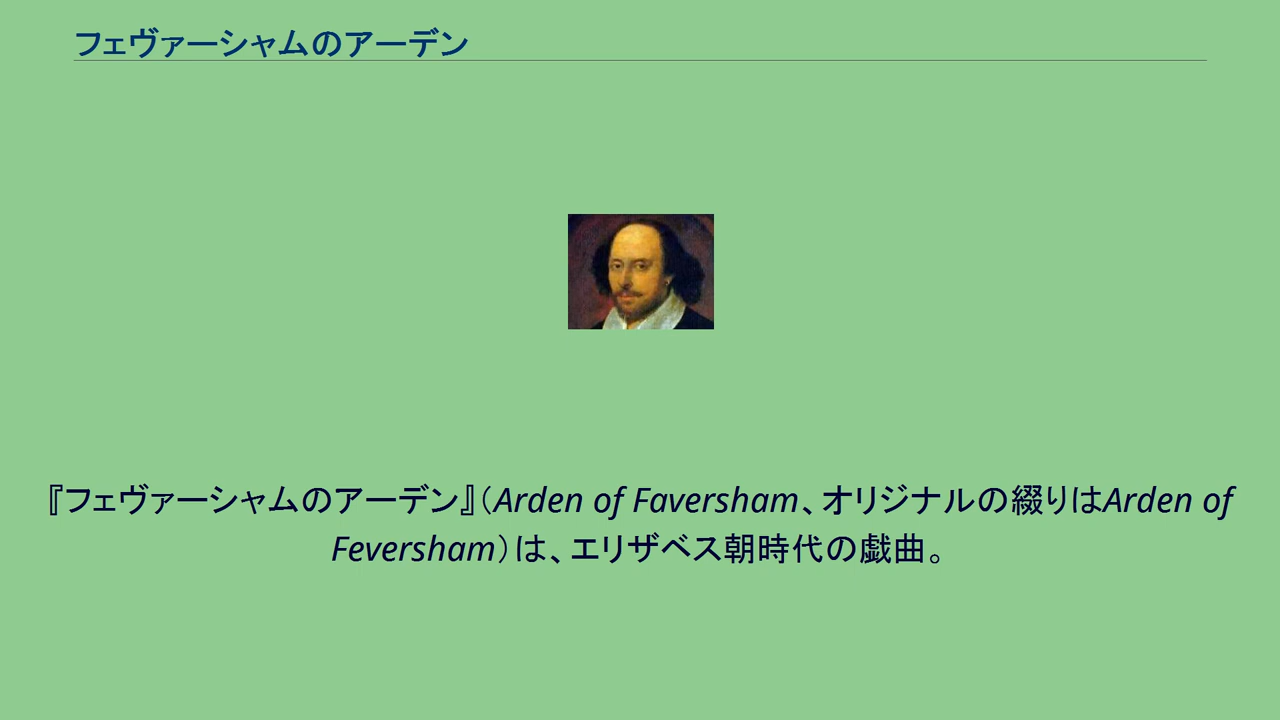 フェヴァーシャムのアーデン
『フェヴァーシャムのアーデン』（Arden of Faversham、オリジナルの綴りはArden of
Feversham）は、エリザベス朝時代の戯曲。